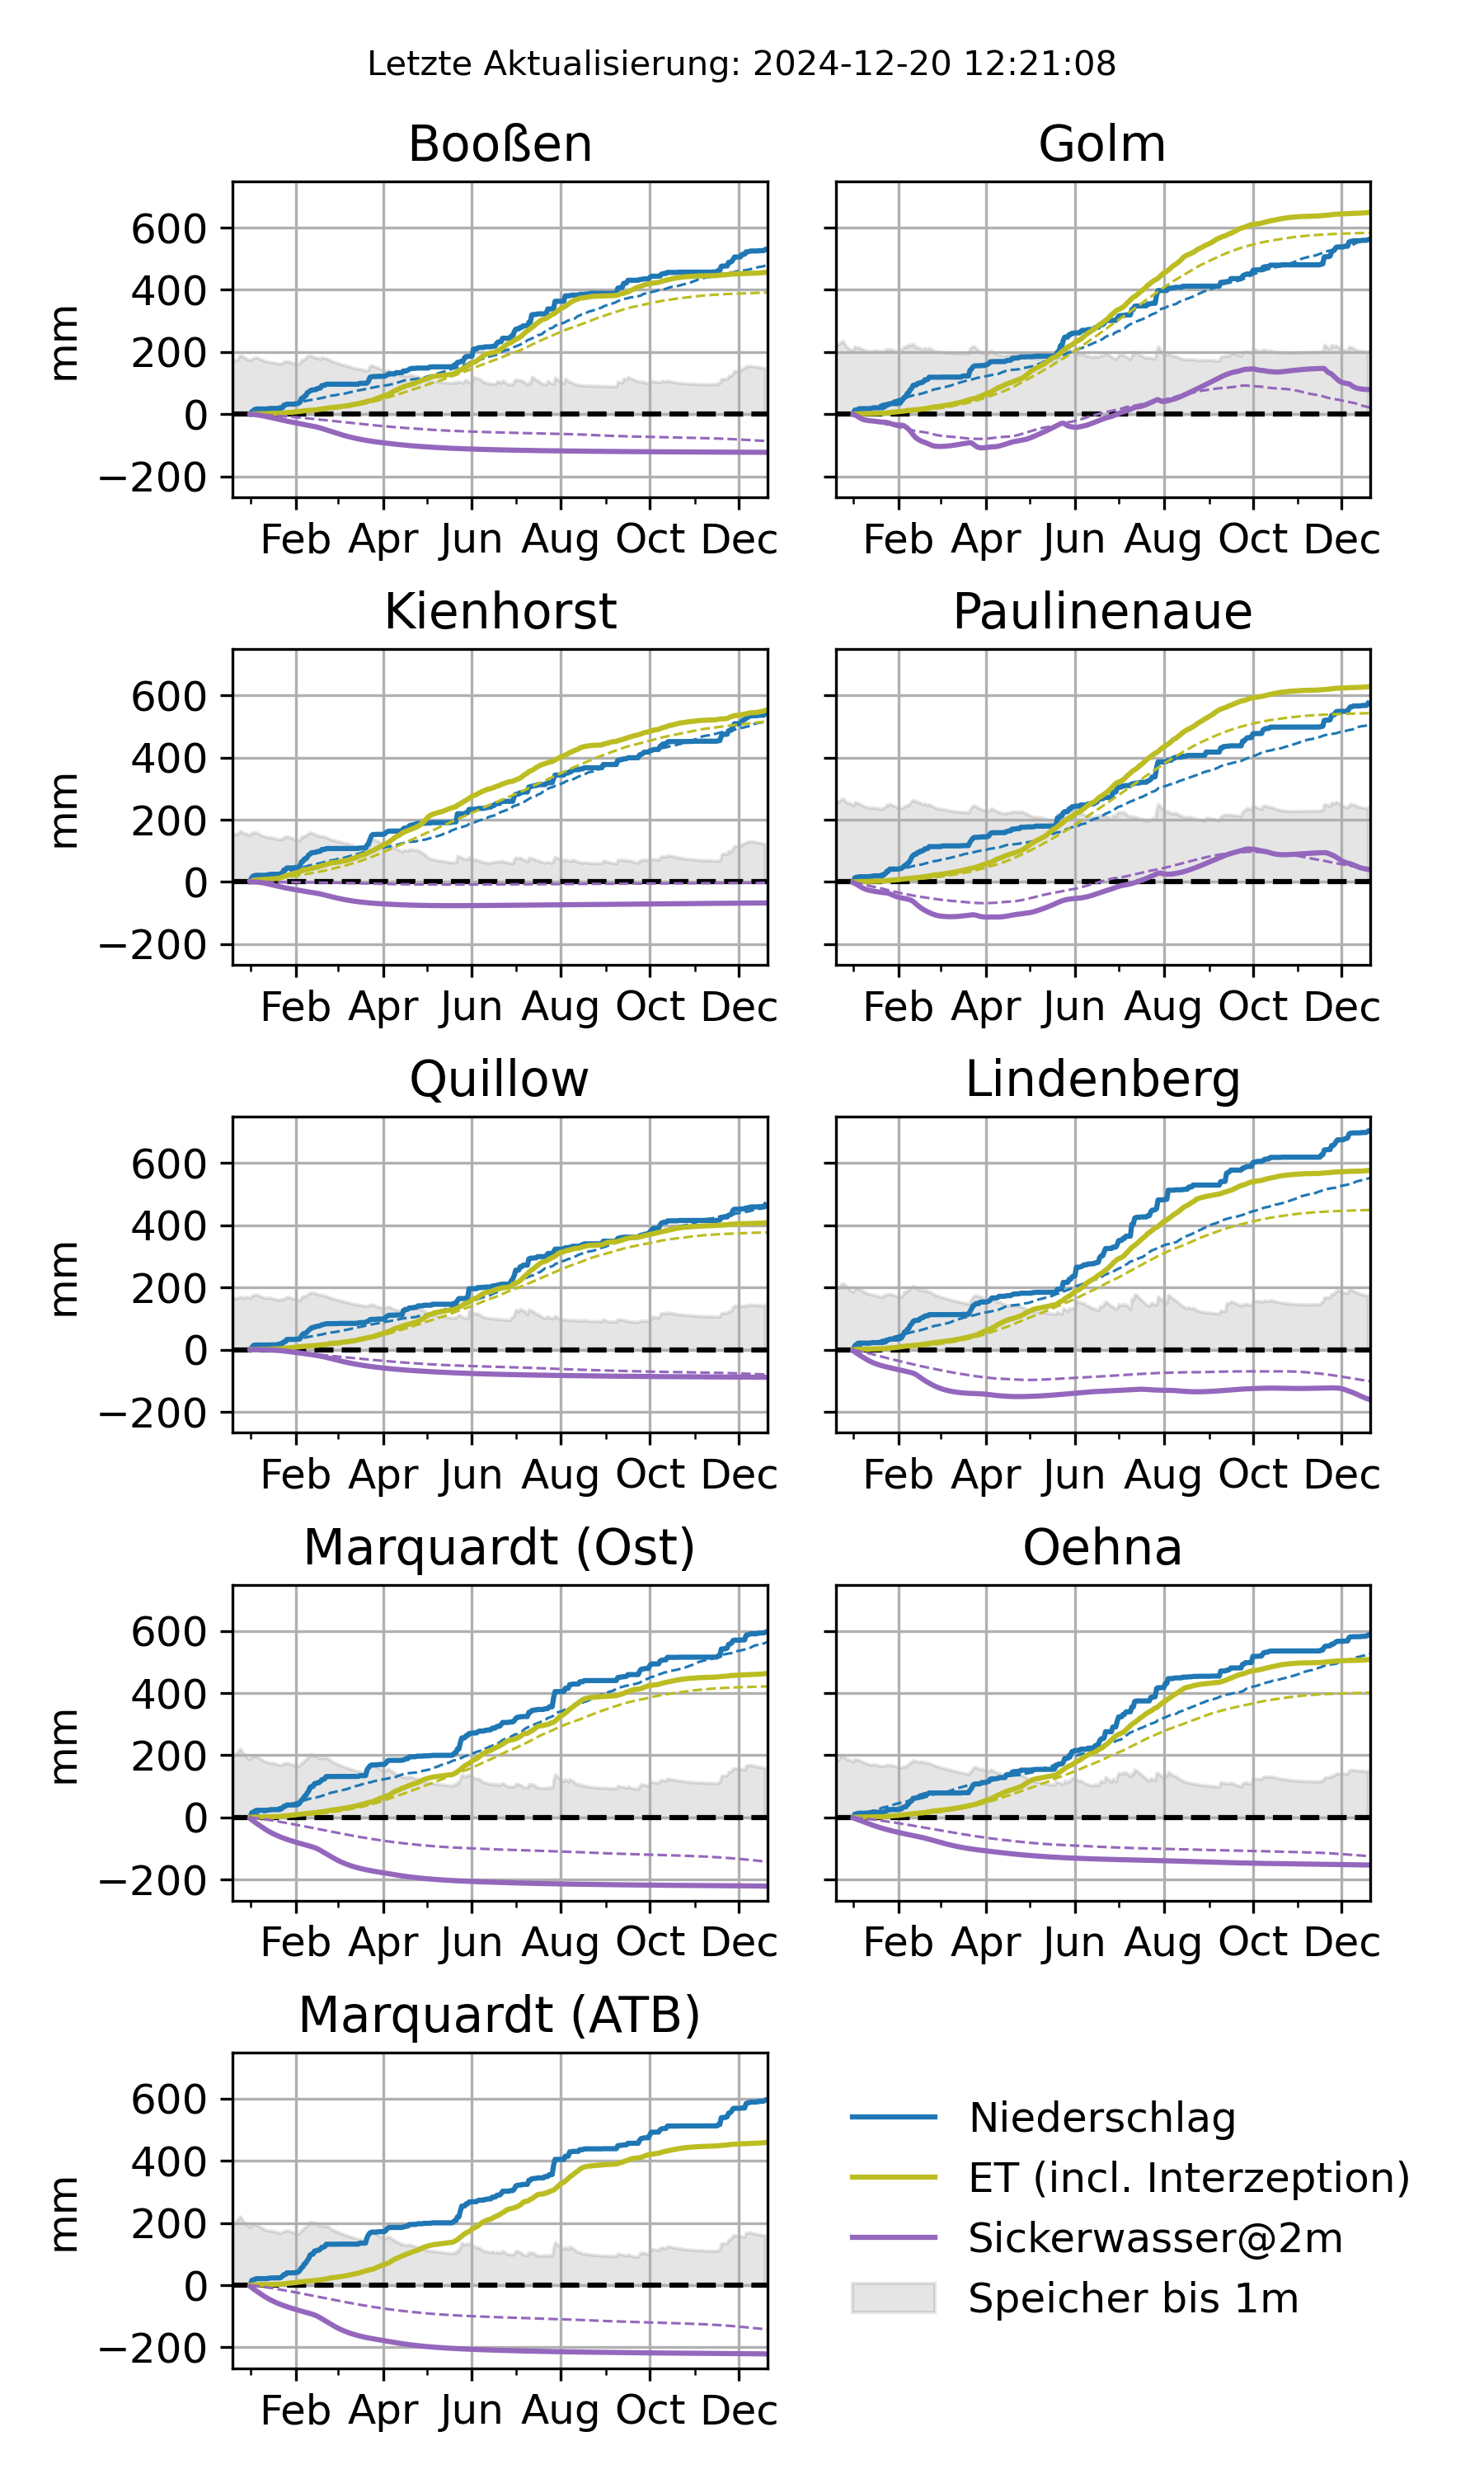 Letzte Aktualisierung: 2024-12-20 12:21:08
Booßen
Golm
600
400
200
0
−200
mm
Feb Apr Jun Aug Oct Dec
Feb Apr Jun Aug Oct Dec
Kienhorst
Paulinenaue
600
400
200
0
−200
mm
Feb Apr Jun Aug Oct Dec
Feb Apr Jun Aug Oct Dec
Quillow
Lindenberg
600
400
200
0
−200
mm
Feb Apr Jun Aug Oct Dec
Feb Apr Jun Aug Oct Dec
Marquardt (Ost)
Oehna
600
400
200
0
−200
mm
Feb Apr Jun Aug Oct Dec
Feb Apr Jun Aug Oct Dec
Marquardt (ATB)
600
400
200
0
−200
mm
Feb Apr Jun Aug Oct Dec
Niederschlag
ET (incl. Interzeption)
Sickerwasser@2m
Speicher bis 1m